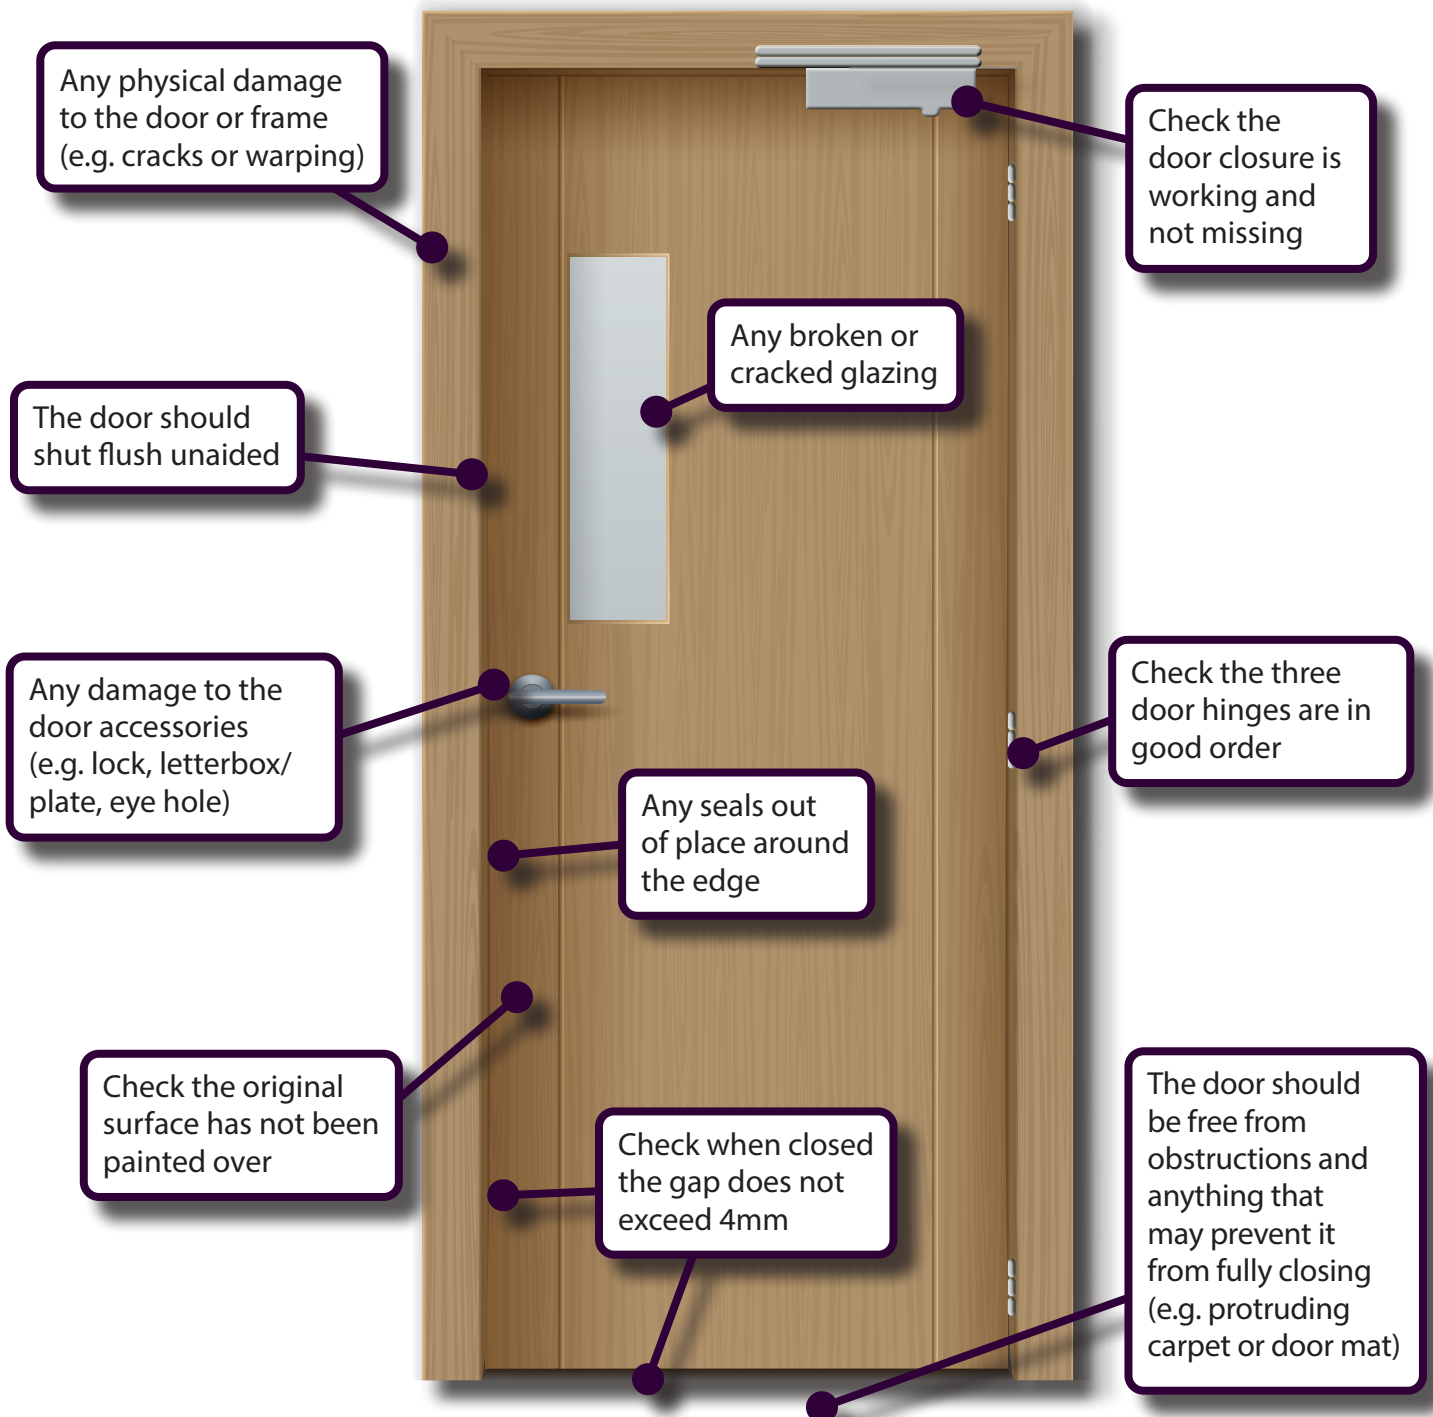 Any physical damage
to the door or frame
(e.g. cracks or warping)
Check the
door closure is
working and
not missing
Any broken or
cracked glazing
The door should
shut flush unaided
Any damage to the
door accessories
(e.g. lock, letterbox/
plate, eye hole)
Check the three
door hinges are in
good order
Any seals out
of place around
the edge
Check the original
surface has not been
painted over
Check when closed
the gap does not
exceed 4mm
The door should
be free from
obstructions and
anything that
may prevent it
from fully closing
(e.g. protruding
carpet or door mat)